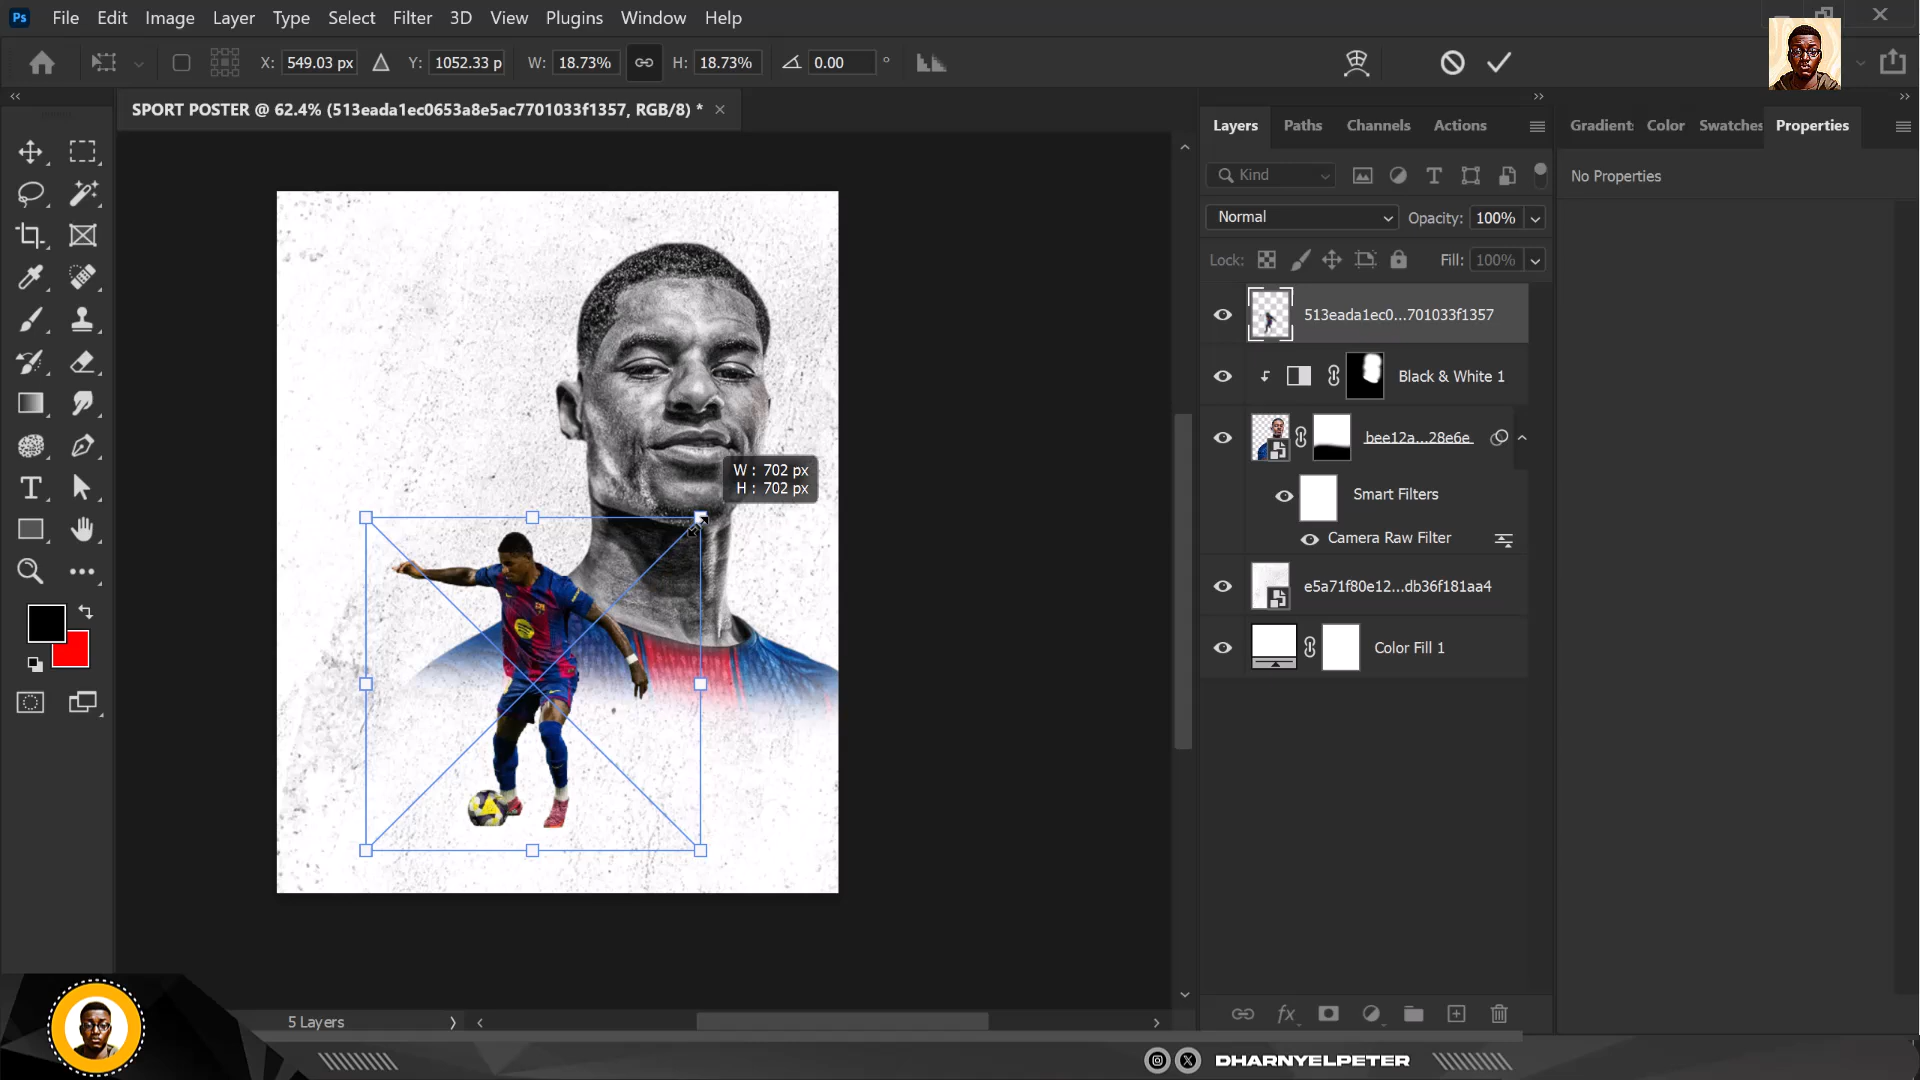 Ps File Edit Image Layer Select Type Filter 3D View Plugins Window Help
X: 549.03 px Y: 1052.33 p W: 18.73% H: 18.73% 0.00 °
SPORT POSTER @ 62.4% (513eada1ec0653a8e5ac7701033f1357, RGB/8) * ×
W : 702 px
H : 702 px
5 Layers
Layers Paths Channels Actions
Kind
Normal Opacity: 100%
Lock: Fill: 100%
513eada1ec0...701033f1357
Black & White 1
bee12a...28e6e
Smart Filters
Camera Raw Filter
e5a71f80e12...db36f181aa4
Color Fill 1
fx
Gradient Color Swatches Properties
No Properties
DHARNYELPETER